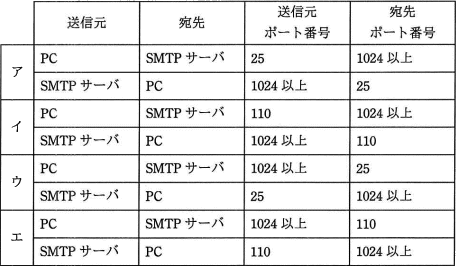 送信元 宛先 送信元ポート番号 宛先ポート番号
ア PC SMTP サーバ 25 1024 以上
SMTP サーバ PC 1024 以上 25
イ PC SMTP サーバ 110 1024 以上
SMTP サーバ PC 1024 以上 110
ウ PC SMTP サーバ 1024 以上 25
SMTP サーバ PC 25 1024 以上
エ PC SMTP サーバ 1024 以上 110
SMTP サーバ PC 110 1024 以上